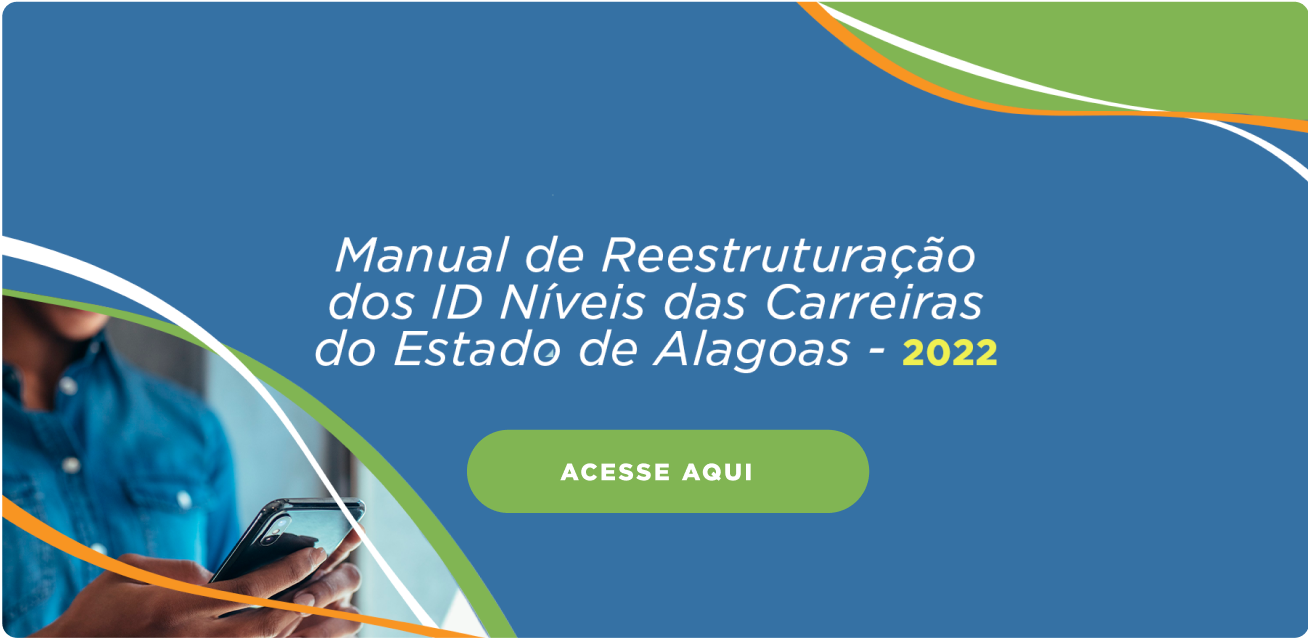 Manual de Reestruturação
dos ID Níveis das Carreiras
do Estado de Alagoas - 2022
ACESSE AQUI